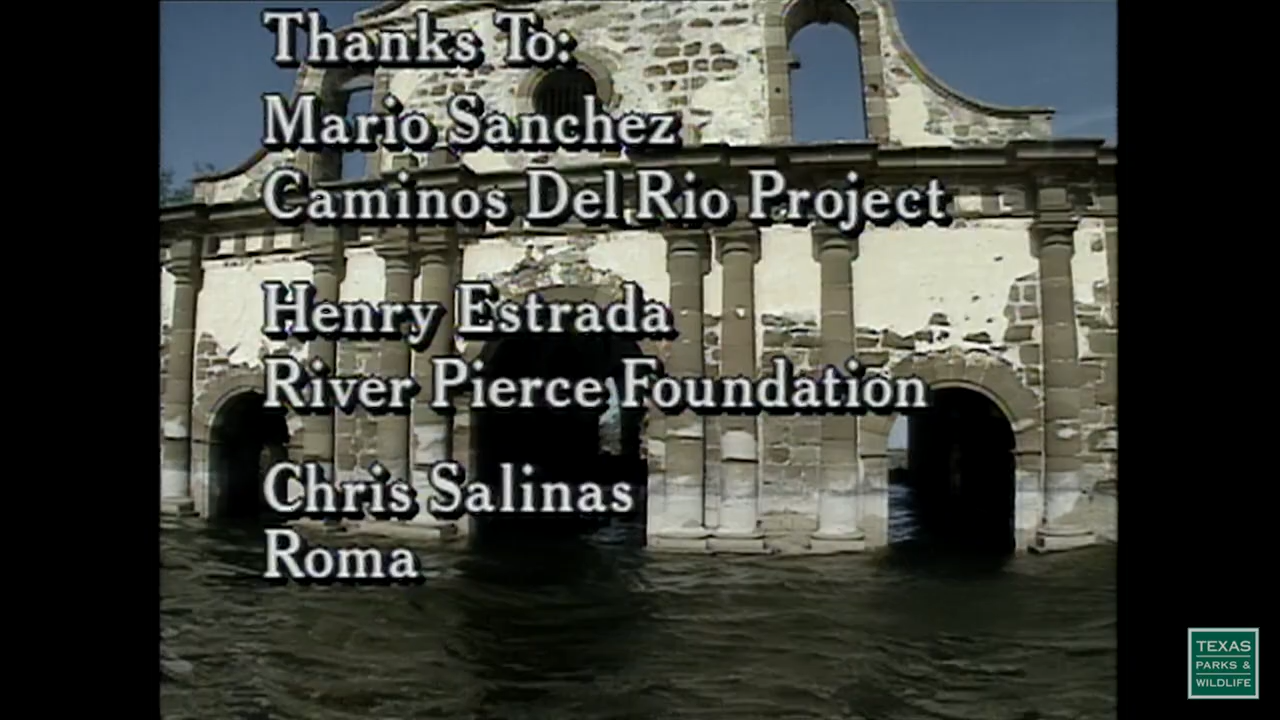 Thanks To:
Mario Sanchez
Caminos Del Rio Project
Henry Estrada
River Pierce Foundation
Chris Salinas
Roma
TEXAS
PARKS &
WILDLIFE